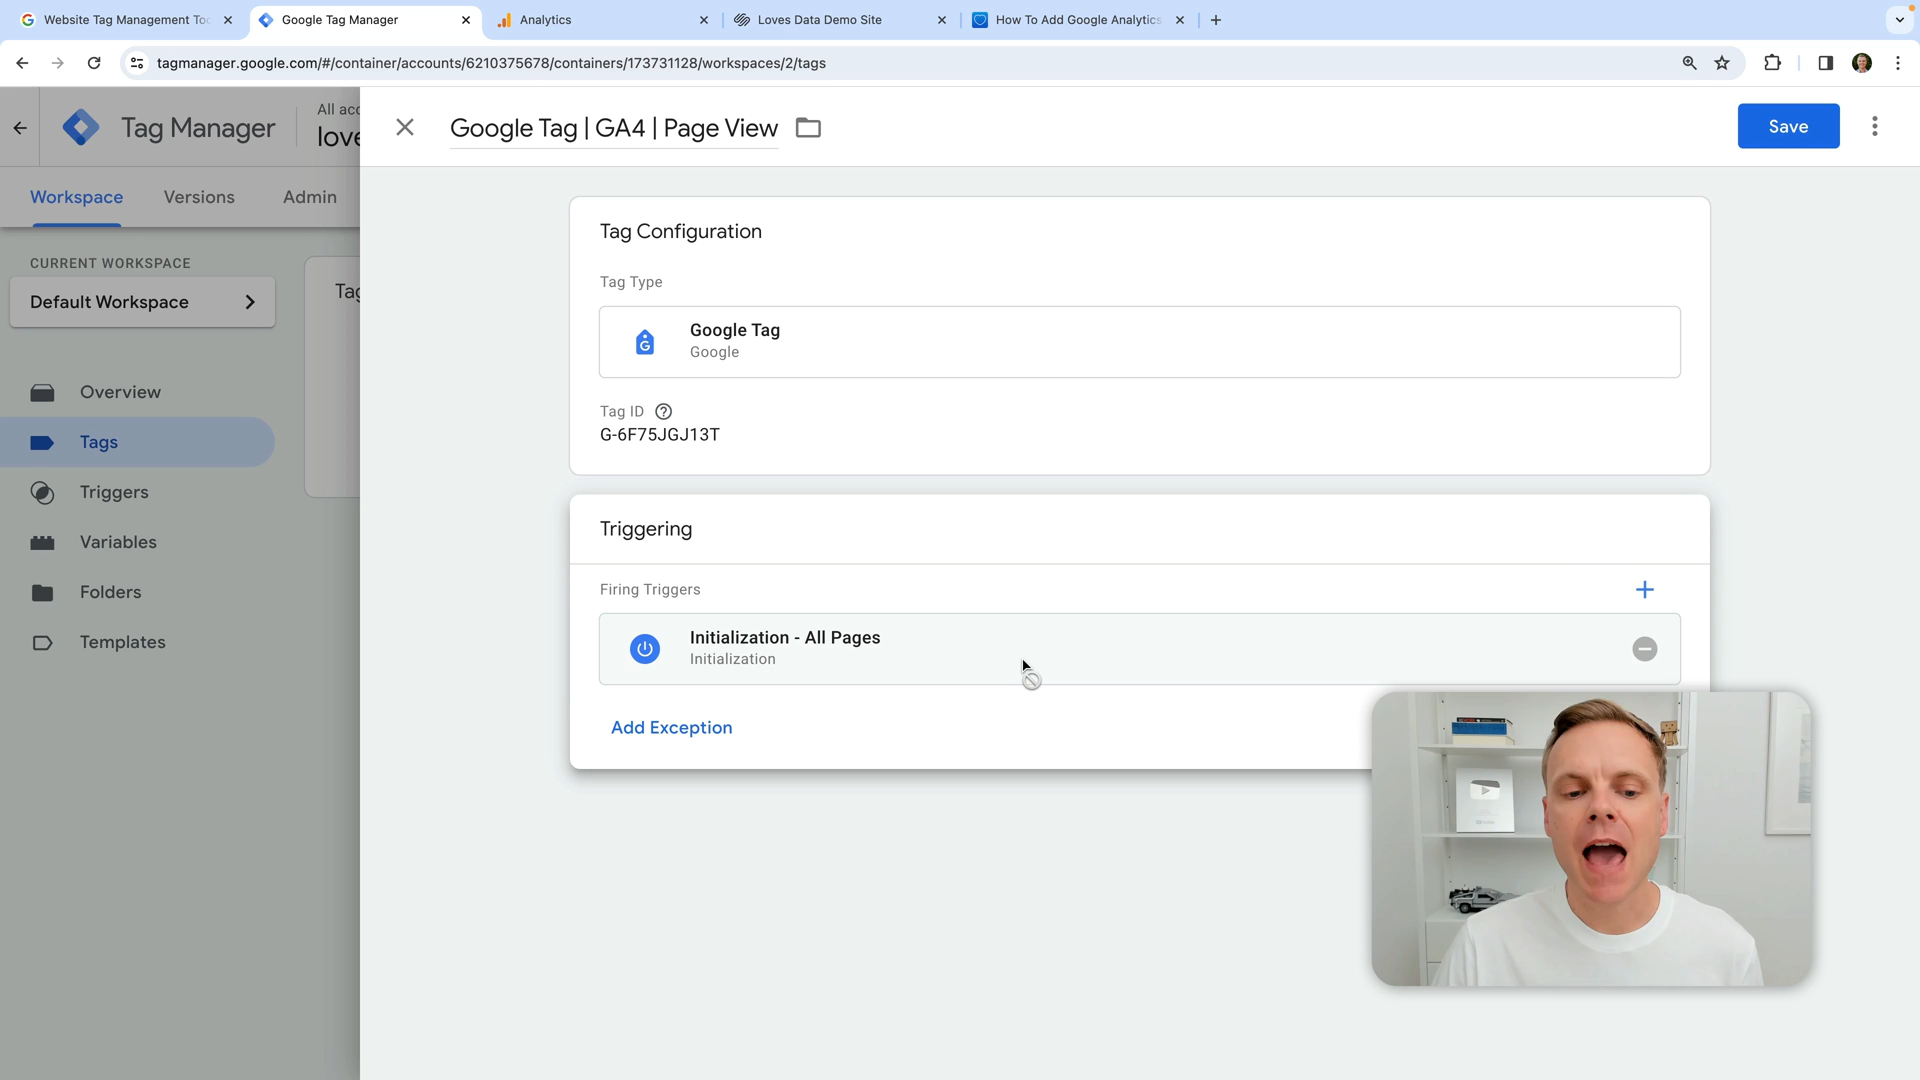 Website Tag Management Too
Google Tag Manager
Analytics
Loves Data Demo Site
How To Add Google Analytics
tagmanager.google.com/#/container/accounts/6210375678/containers/173731128/workspaces/2/tags
Tag Manager
All acc
love
Google Tag | GA4 | Page View
Save
Workspace
Versions
Admin
CURRENT WORKSPACE
Default Workspace
Tag
Overview
Tags
Triggers
Variables
Folders
Templates
Tag Configuration
Tag Type
Google Tag
Google
Tag ID
G-6F75JGJ13T
Triggering
Firing Triggers
Initialization - All Pages
Initialization
Add Exception